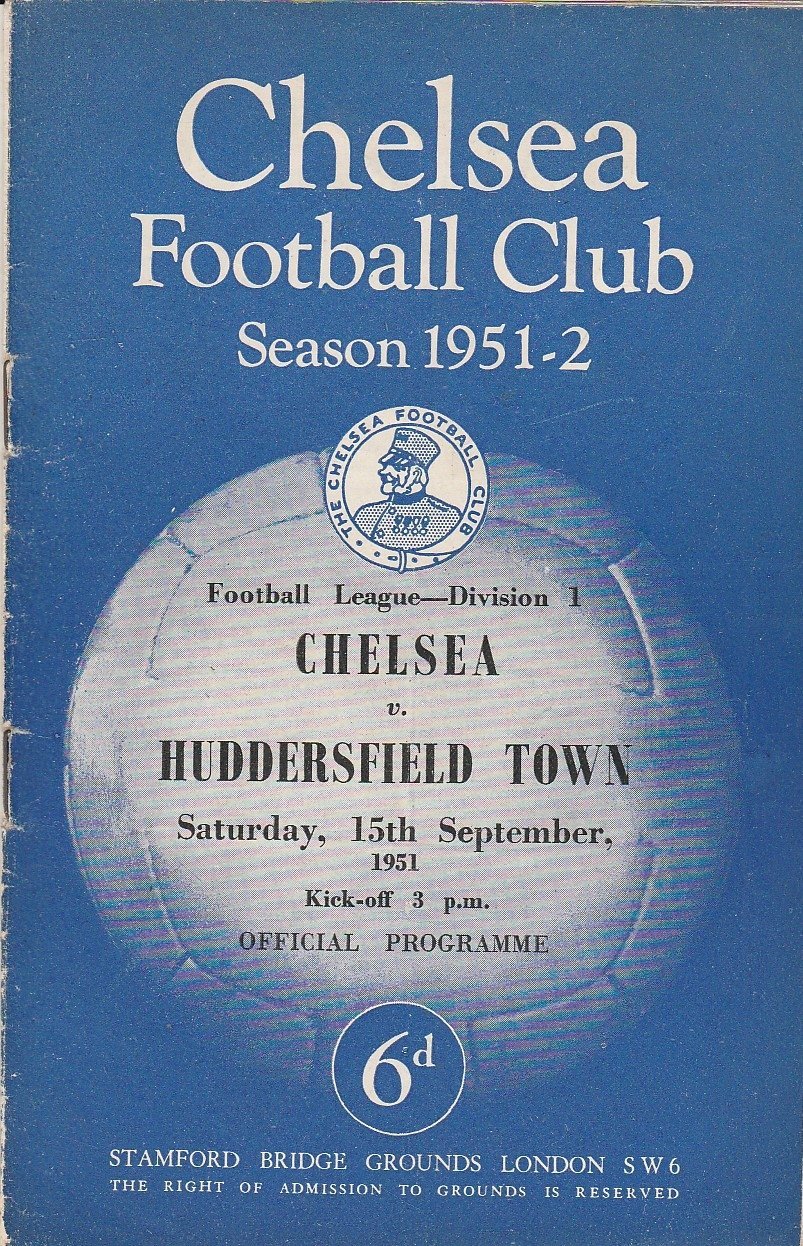 Chelsea
Football Club
Season 1951-2
THE CHELSEA FOOTBALL CLUB
Football League—Division 1
CHELSEA
v.
HUDDERSFIELD TOWN
Saturday, 15th September,
1951
Kick-off 3 p.m.
OFFICIAL PROGRAMME
6d
STAMFORD BRIDGE GROUNDS LONDON SW6
THE RIGHT OF ADMISSION TO GROUNDS IS RESERVED